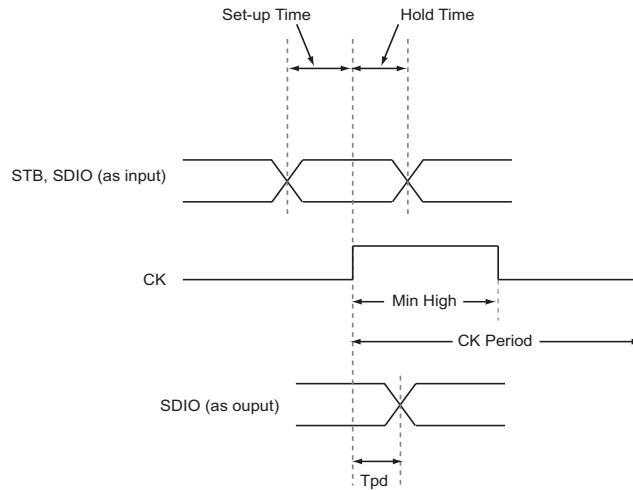 Set-up Time
Hold Time
STB, SDIO (as input)
CK
Min High
CK Period
SDIO (as ouput)
Tpd